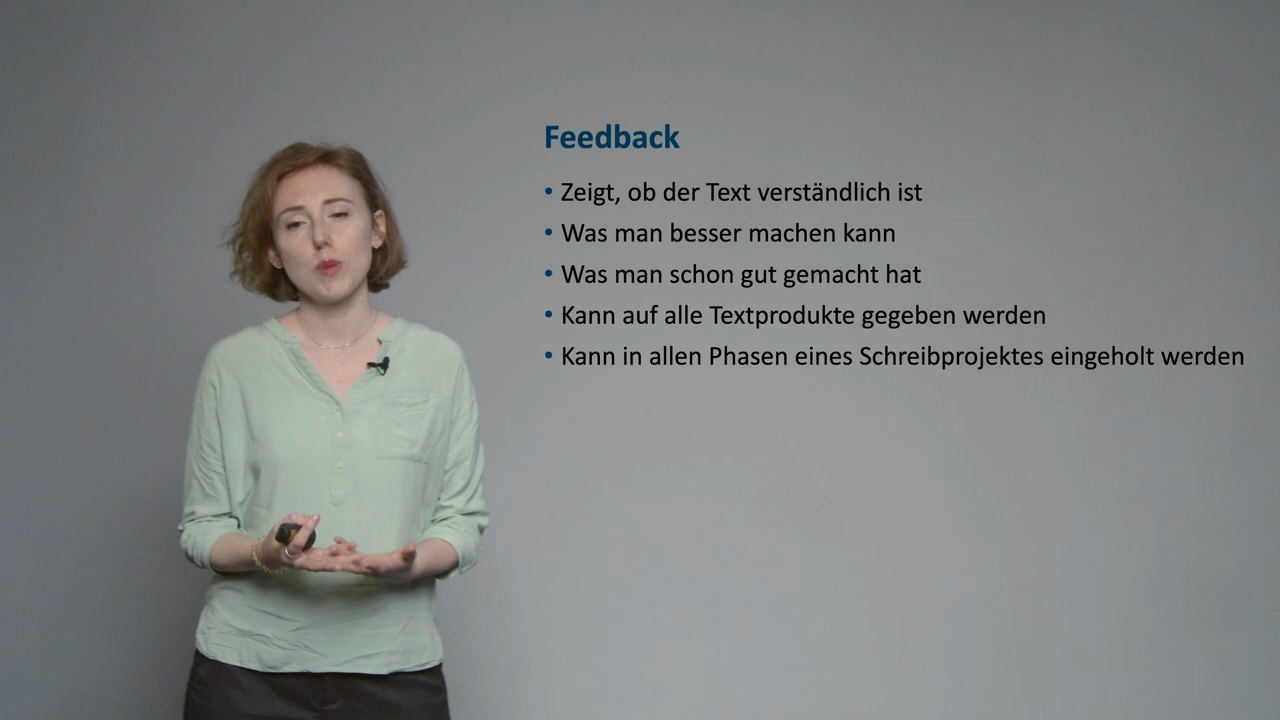 Feedback
• Zeigt, ob der Text verständlich ist
• Was man besser machen kann
• Was man schon gut gemacht hat
• Kann auf alle Textprodukte gegeben werden
• Kann in allen Phasen eines Schreibprojektes eingeholt werden